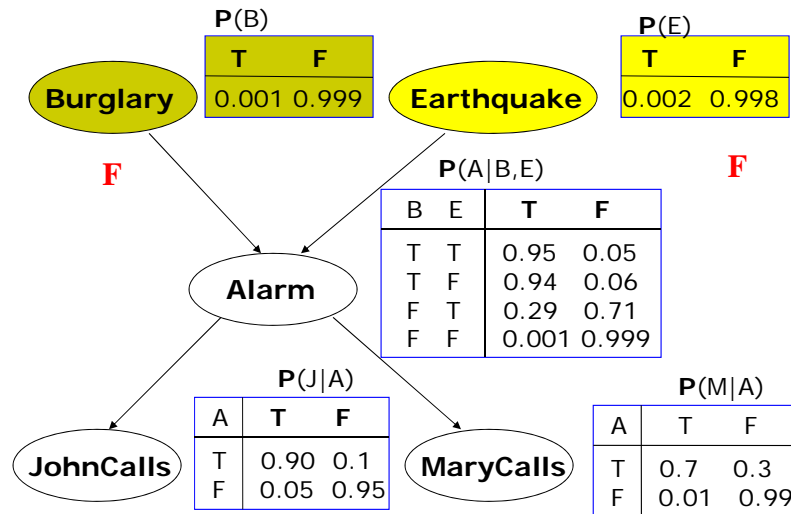 P(B)
T F
Burglary 0.001 0.999
P(E)
T F
Earthquake 0.002 0.998
F
F
P(A|B,E)
B E T F
T T 0.95 0.05
T F 0.94 0.06
F T 0.29 0.71
F F 0.001 0.999
Alarm
P(J|A)
A T F
T 0.90 0.1
F 0.05 0.95
JohnCalls
MaryCalls
P(M|A)
A T F
T 0.7 0.3
F 0.01 0.99